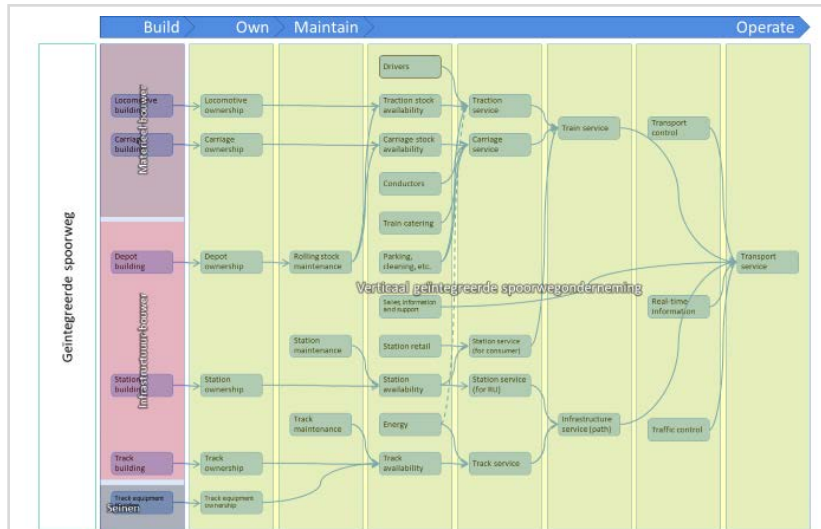 Build
Own
Maintain
Operate
Geïntegreerde spoorweg
Materieel-bouwer
Infrastructuur-bouwer
Seinen
Verticaal geïntegreerde spoorwegonderneming
Locomotive
building
Carriage
building
Depot
building
Station
building
Track
building
Track equipment
Locomotive
ownership
Carriage
ownership
Depot
ownership
Station
ownership
Track
ownership
Track equipment
ownership
Rolling stock
maintenance
Station
maintenance
Track
maintenance
Drivers
Traction stock
availability
Carriage stock
availability
Conductors
Train catering
Parking,
cleaning, etc.
Sales, information
and support
Station retail
Station
availability
Energy
Track
availability
Traction
service
Carriage
service
Station service
(for consumer)
Station service
(for RU)
Track service
Train service
Infrastructure
service (path)
Transport
control
Real-time
information
Traffic control
Transport
service